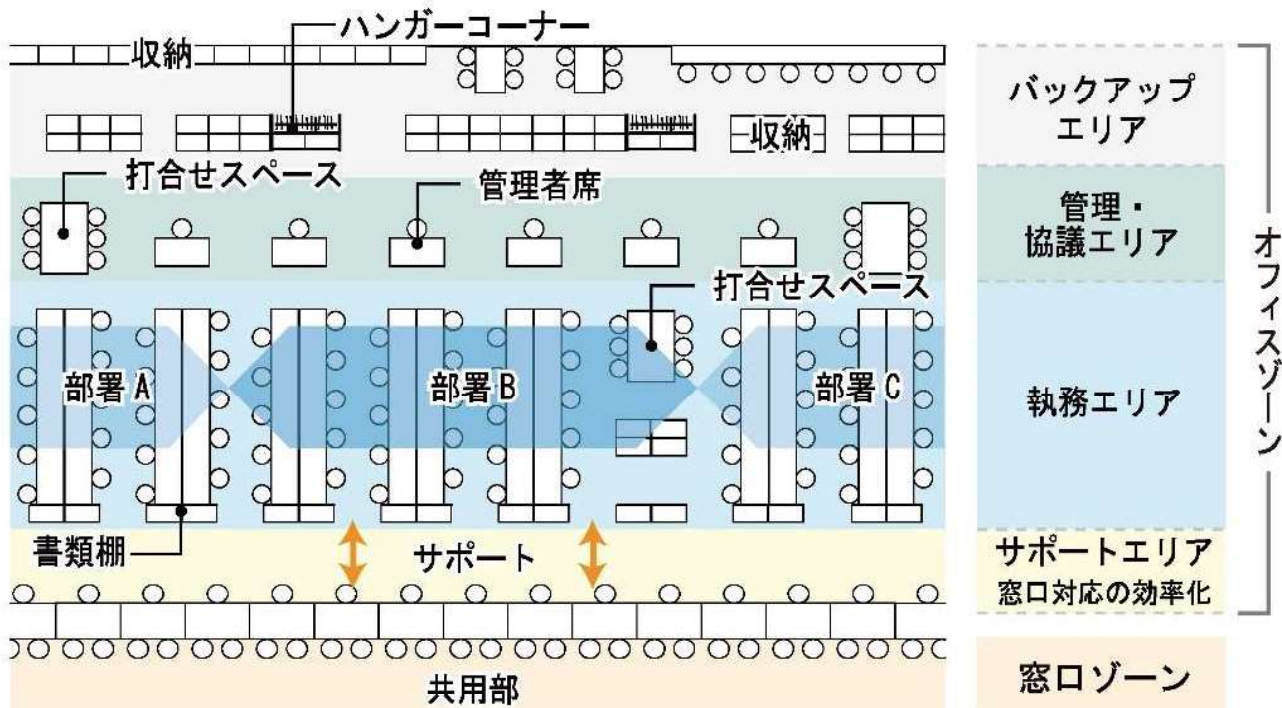 ハンガーコーナー
収納
収納
打合せスペース
管理者席
打合せスペース
部署A
部署B
部署C
書類棚
サポート
共用部
バックアップ
エリア
管理・
協議エリア
執務エリア
サポートエリア
窓口対応の効率化
オフィスゾーン
窓口ゾーン